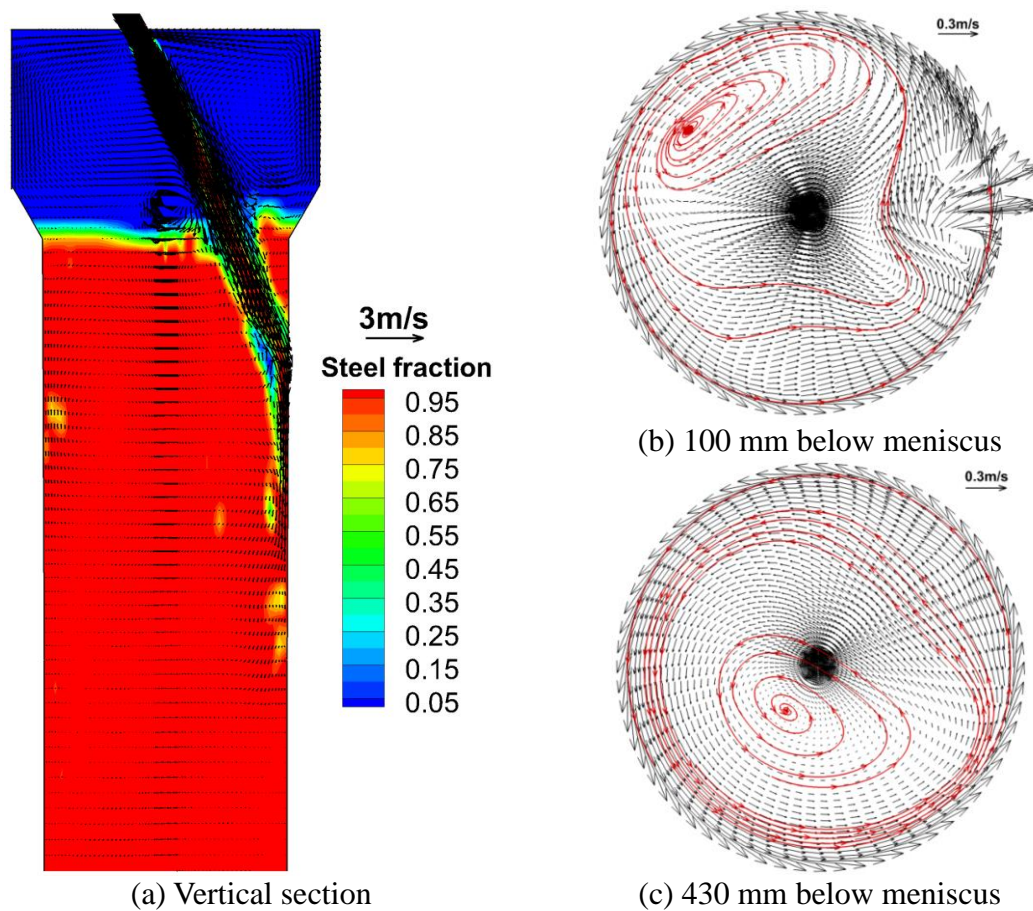 3m/s
Steel fraction
0.95
0.85
0.75
0.65
0.55
0.45
0.35
0.25
0.15
0.05
(a) Vertical section
0.3m/s
(b) 100 mm below meniscus
0.3m/s
(c) 430 mm below meniscus